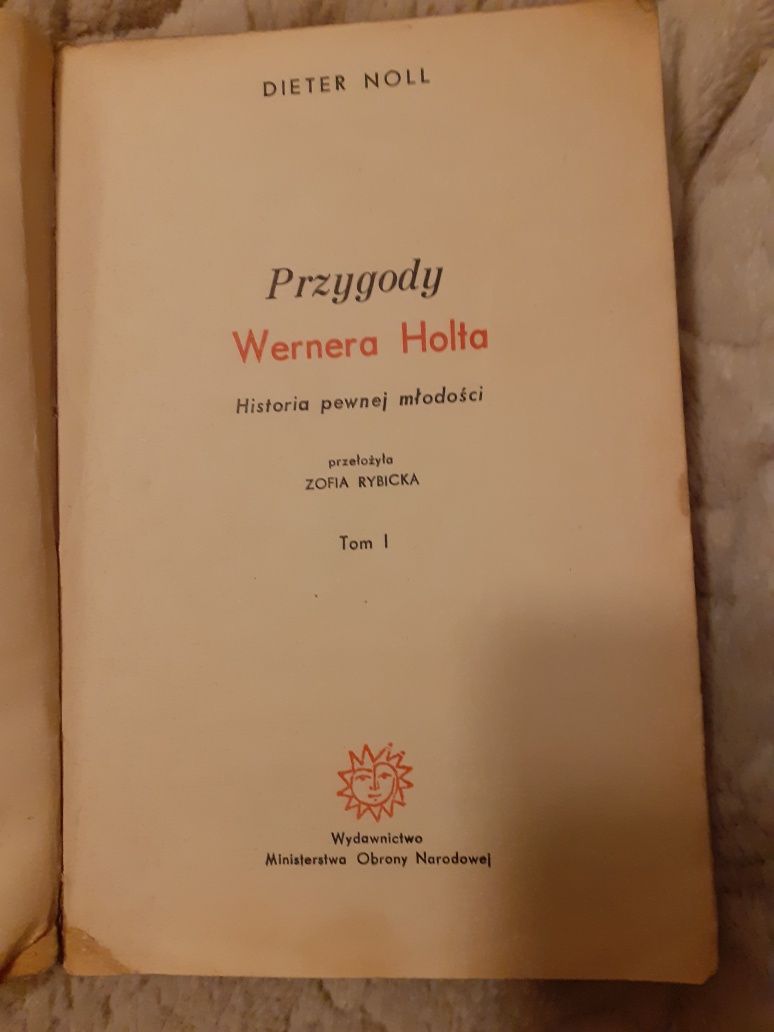 DIETER NOLL
Przygody
Wernera Holta
Historia pewnej młodości
przełożyła
ZOFIA RYBICKA
Tom I
Wydawnictwo
Ministerstwa Obrony Narodowej